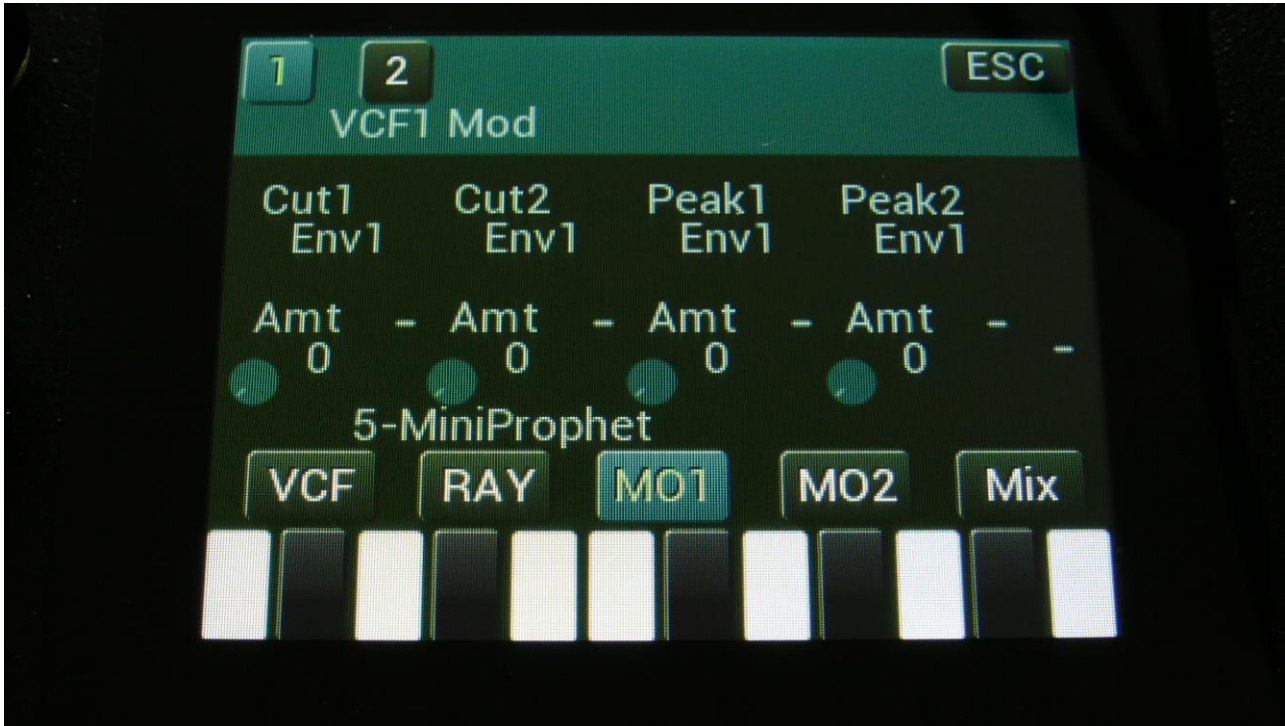 1 2 ESC
VCF1 Mod
Cut1 Cut2 Peak1 Peak2
Env1 Env1 Env1 Env1
Amt - Amt - Amt - Amt -
0 0 0 0 -
5-MiniProphet
VCF RAY MO1 MO2 Mix